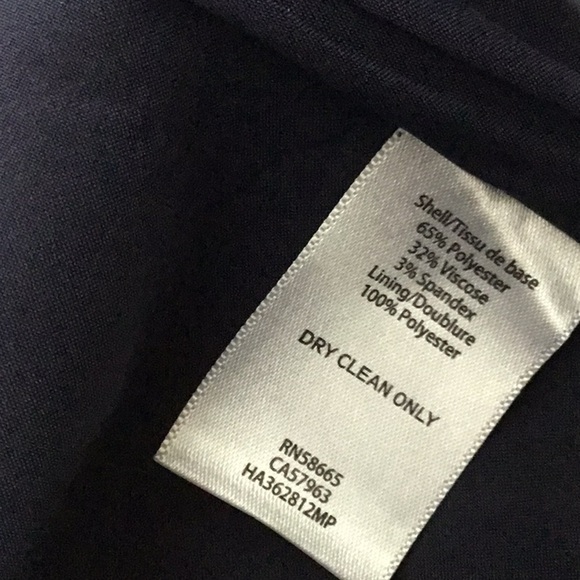 Shell/Tissu de base
65% Polyester
32% Viscose
3% Spandex
Lining/Doublure
100% Polyester
DRY CLEAN ONLY
RN58665
CA57963
HA362812MP